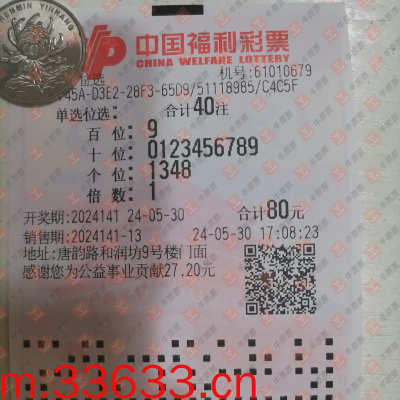 中国福利彩票
CHINA WELFARE LOTTERY
机号:61010679
45A-D3E2-28F3-65D9/51118985/C4C5F
单选位选: 合计40注
百 位: 9
十 位: 0123456789
个 位: 1348
倍 数: 1
开奖期:2024141 24-05-30 合计80元
销售期:2024141-13 24-05-30 17:08:23
地址:唐韵路和润坊9号楼门面
感谢您为公益事业贡献27.20元
m.33633.cn